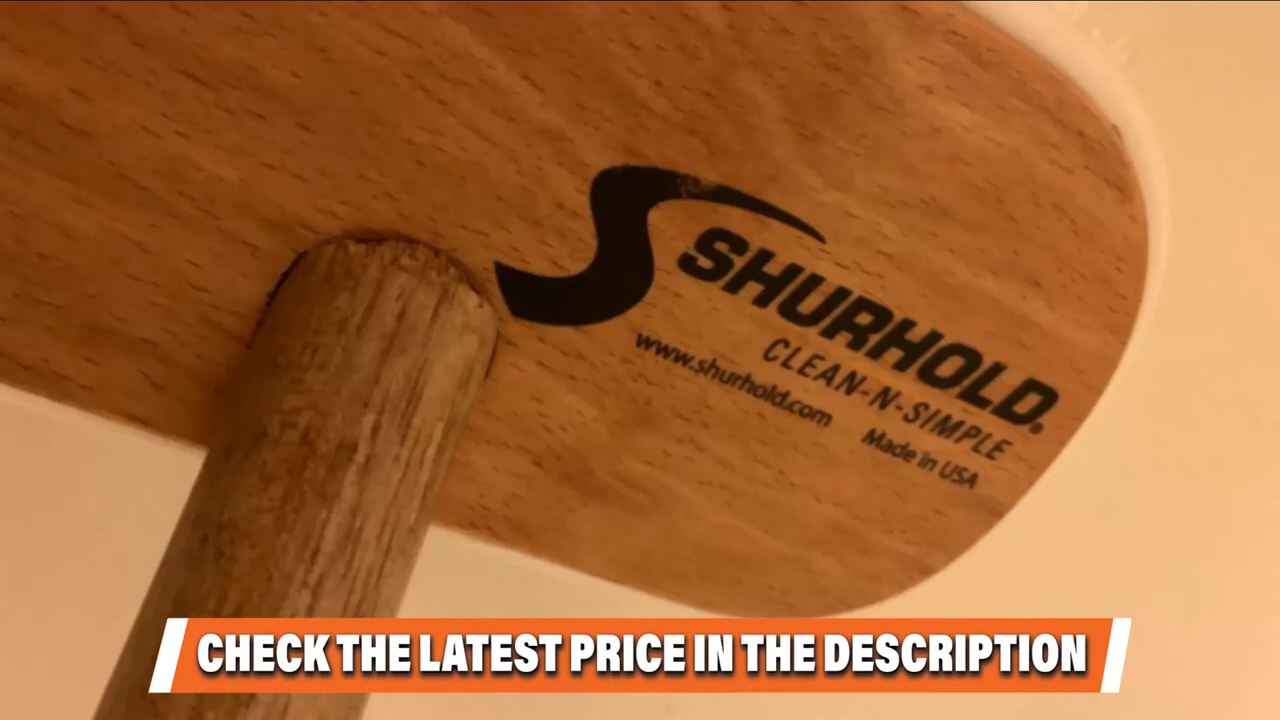 SHURHOLD®
CLEAN-N-SIMPLE
www.shurhold.com
Made in USA
CHECK THE LATEST PRICE IN THE DESCRIPTION